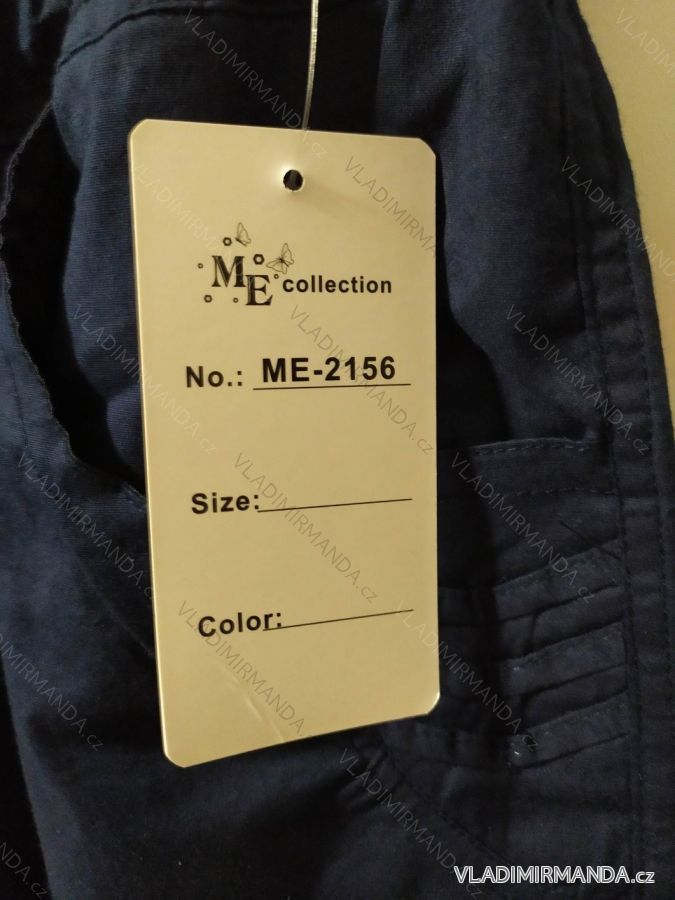 ME collection
No.: ME-2156
Size:
Color:
VLADIMIRMANDA.cz